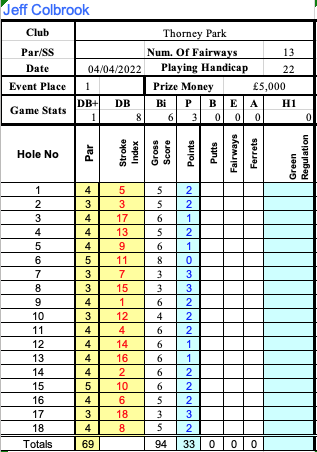 Jeff Colbrook
Club Thorney Park
Par/SS Num. Of Fairways 13
Date 04/04/2022 Playing Handicap 22
Event Place 1 Prize Money £5,000
Game Stats DB+ DB Bi P B E A H1
1 8 6 3 0 0 0 0
Hole No Par Stroke Index Gross Score Points Putts Fairways Ferrets Green Regulation
1 4 5 5 2
2 3 3 5 2
3 4 17 6 1
4 4 13 5 2
5 4 9 6 1
6 5 11 8 0
7 3 7 3 3
8 3 15 3 3
9 4 1 6 2
10 3 12 4 2
11 4 4 6 2
12 4 14 6 1
13 4 16 6 1
14 4 2 6 2
15 5 10 6 2
16 4 6 5 2
17 3 18 3 3
18 4 8 5 2
Totals 69 94 33 0 0 0